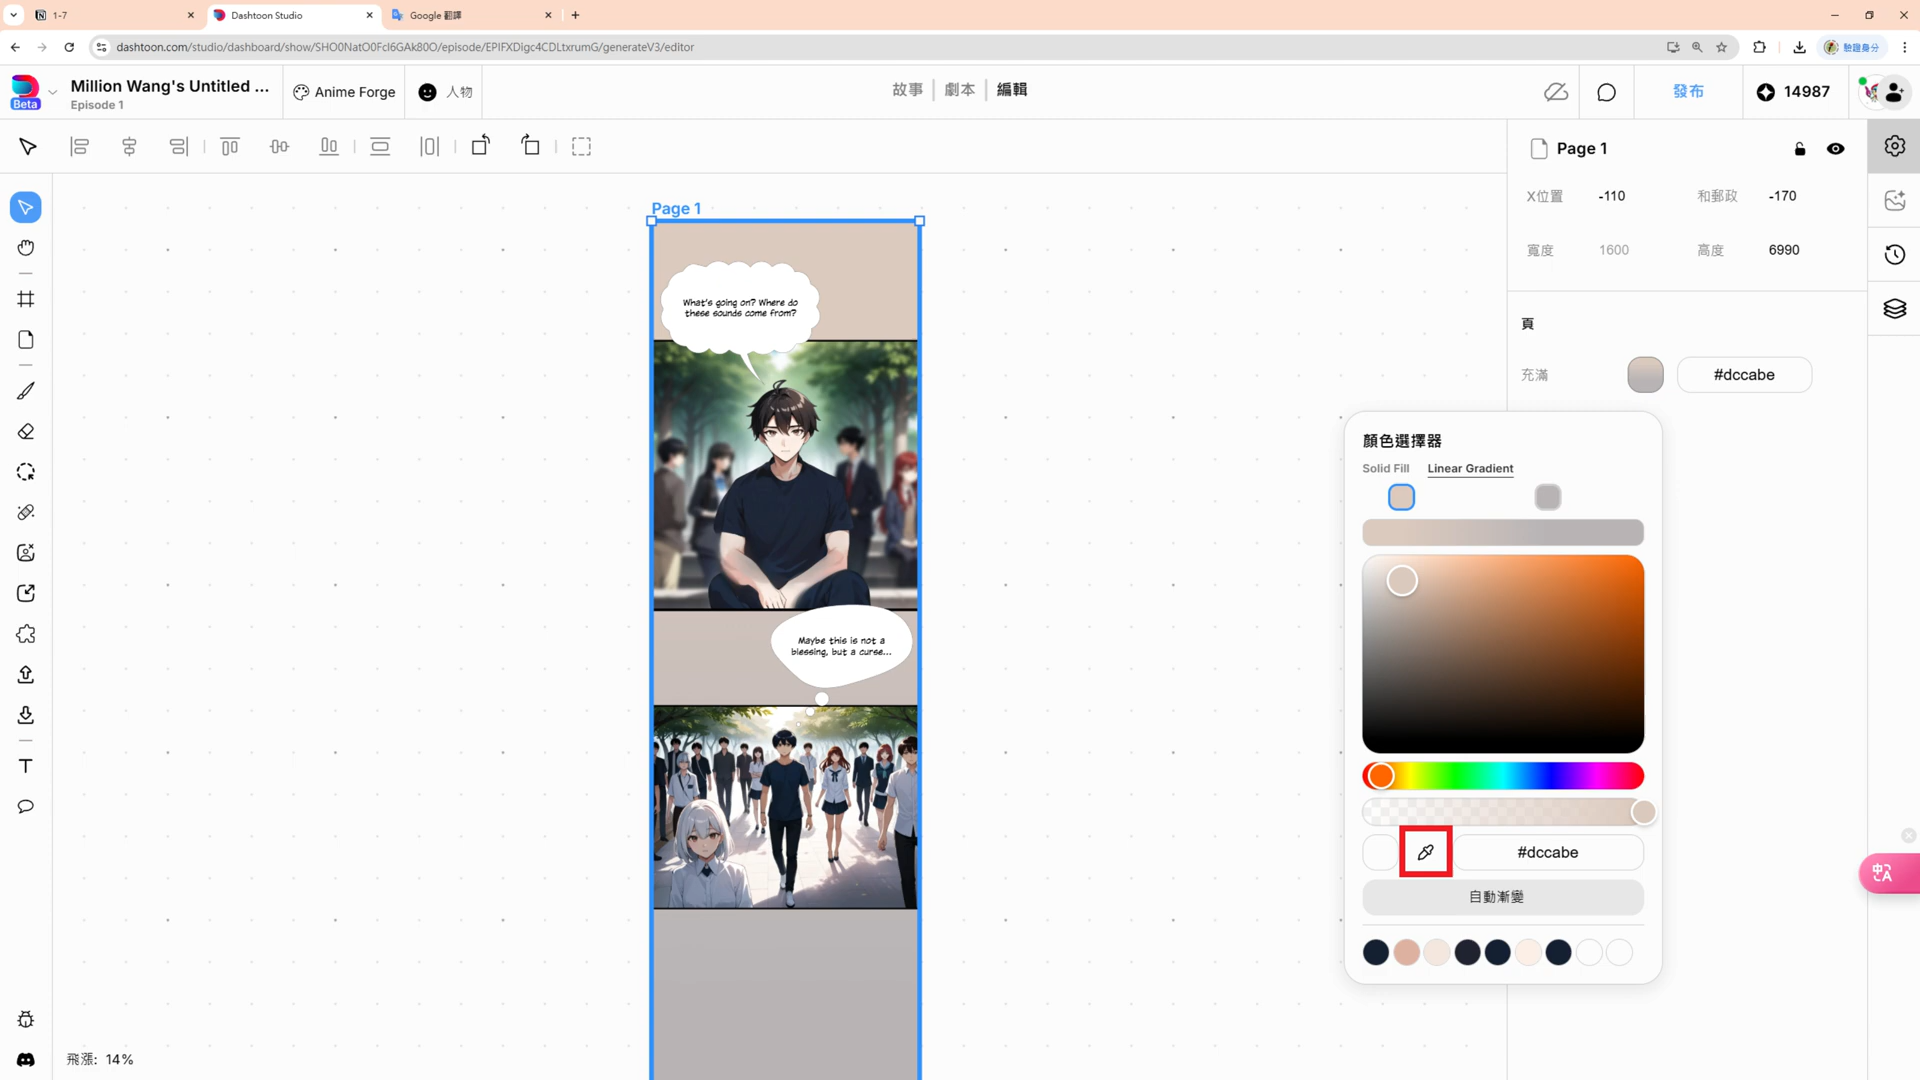 1-7
Dashtoon Studio
Google 翻譯
dashtoon.com/studio/dashboard/show/SHO0NatO0Fcl6GAk80O/episode/EPIFXDigc4CDLtxrumG/generateV3/editor
驗證身分
Beta
Million Wang's Untitled ...
Episode 1
Anime Forge
人物
故事
劇本
編輯
發布
14987
Page 1
X位置
-110
和郵政
-170
寬度
1600
高度
6990
頁
充滿
#dccabe
Page 1
What's going on? Where do
these sounds come from?
Maybe this is not a
blessing, but a curse...
顏色選擇器
Solid Fill
Linear Gradient
#dccabe
自動漸變
T
飛漲: 14%
中A